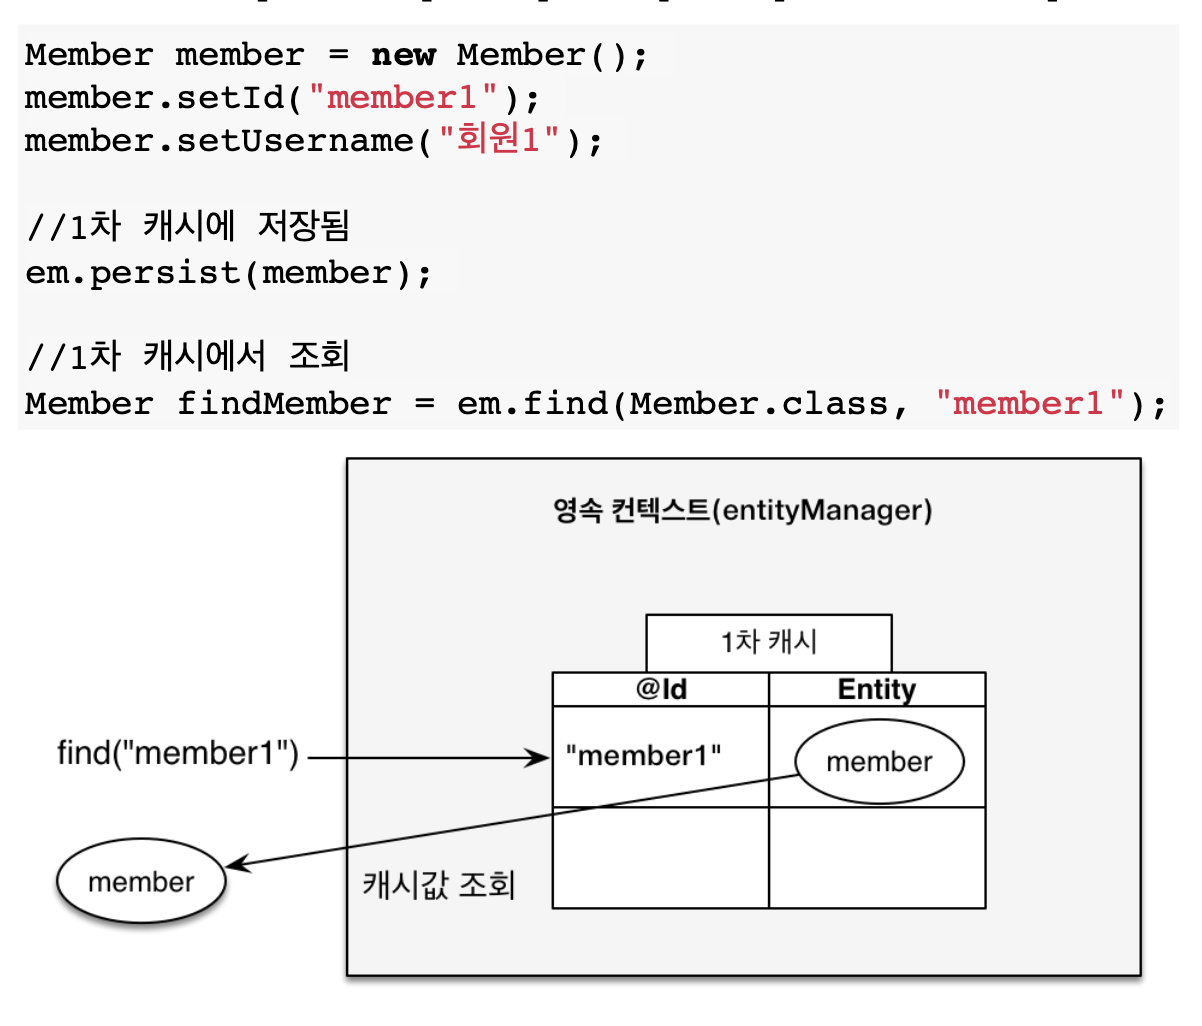 Member member = new Member();
member.setId("member1");
member.setUsername("회원1");
//1차 캐시에 저장됨
em.persist(member);
//1차 캐시에서 조회
Member findMember = em.find(Member.class, "member1");
영속 컨텍스트(entityManager)
1차 캐시
@Id Entity
find("member1") "member1" member
member
캐시값 조회